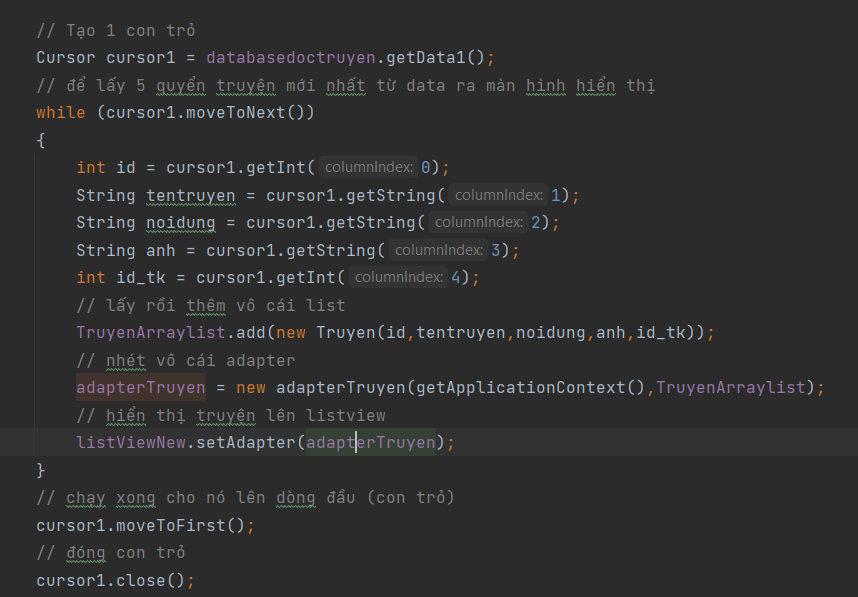 // Tạo 1 con trỏ
Cursor cursor1 = databasedoctruyen.getData1();
// để lấy 5 quyển truyện mới nhất từ data ra màn hình hiển thị
while (cursor1.moveToNext())
{
int id = cursor1.getInt( columnIndex: 0);
String tentruyen = cursor1.getString( columnIndex: 1);
String noidung = cursor1.getString( columnIndex: 2);
String anh = cursor1.getString( columnIndex: 3);
int id_tk = cursor1.getInt( columnIndex: 4);
// lấy rồi thêm vô cái list
TruyenArraylist.add(new Truyen(id,tentruyen,noidung,anh,id_tk));
// nhét vô cái adapter
adapterTruyen = new adapterTruyen(getApplicationContext(),TruyenArraylist);
// hiển thị truyện lên listview
listViewNew.setAdapter(adapterTruyen);
}
// chạy xong cho nó lên dòng đầu (con trỏ)
cursor1.moveToFirst();
// đóng con trỏ
cursor1.close();